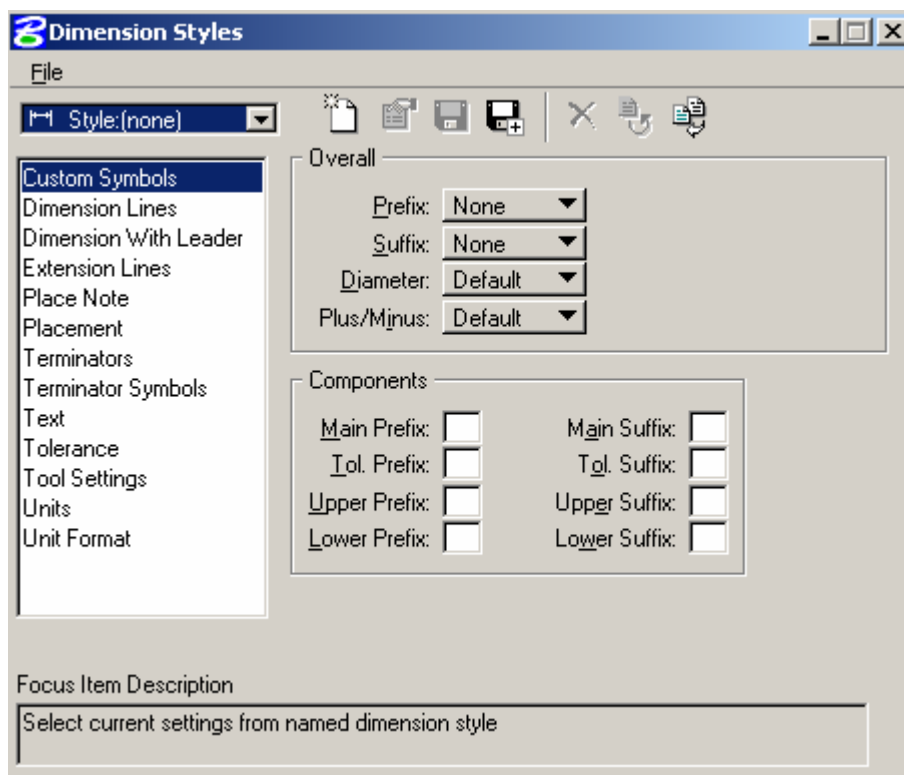 Dimension Styles
File
Style:(none)
Custom Symbols
Dimension Lines
Dimension With Leader
Extension Lines
Place Note
Placement
Terminators
Terminator Symbols
Text
Tolerance
Tool Settings
Units
Unit Format
Overall
Prefix: None
Suffix: None
Diameter: Default
Plus/Minus: Default
Components
Main Prefix: Main Suffix:
Tol. Prefix: Tol. Suffix:
Upper Prefix: Upper Suffix:
Lower Prefix: Lower Suffix:
Focus Item Description
Select current settings from named dimension style